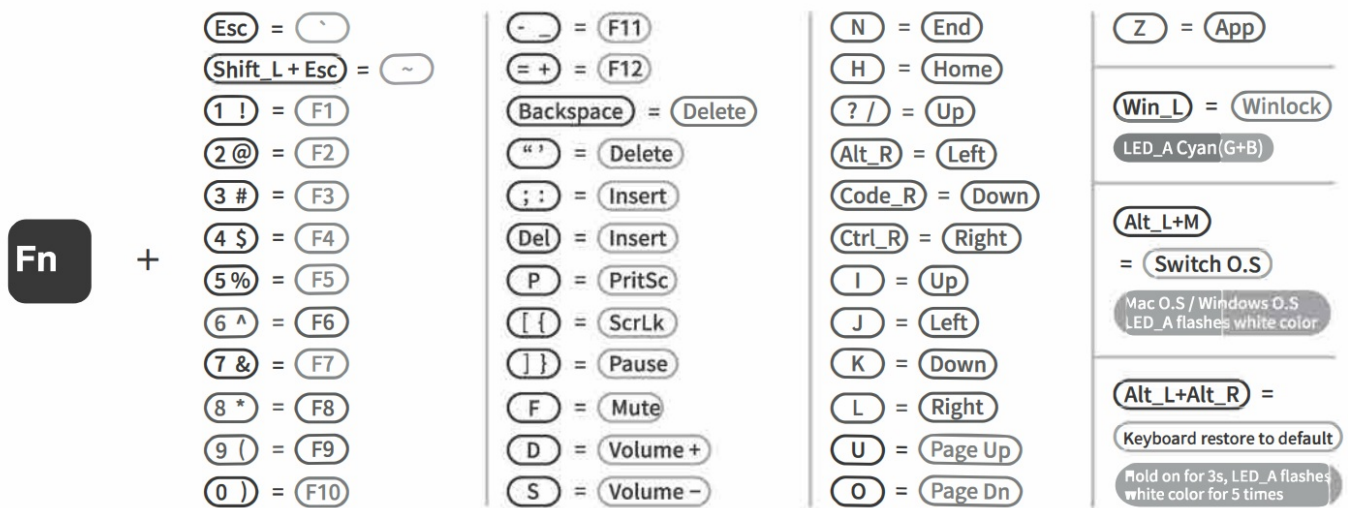 Fn
+
Esc = `
Shift_L + Esc = ~
1 ! = F1
2 @ = F2
3 # = F3
4 $ = F4
5 % = F5
6 ^ = F6
7 & = F7
8 * = F8
9 ( = F9
0 ) = F10
- _ = F11
= + = F12
Backspace = Delete
“ ’ = Delete
; : = Insert
Del = Insert
P = PritSc
[ { = ScrLk
] } = Pause
F = Mute
D = Volume +
S = Volume −
N = End
H = Home
? / = Up
Alt_R = Left
Code_R = Down
Ctrl_R = Right
I = Up
J = Left
K = Down
L = Right
U = Page Up
O = Page Dn
Z = App
Win_L = Winlock
LED_A Cyan(G+B)
Alt_L+M
= Switch O.S
Mac O.S / Windows O.S
LED_A flashes white color
Alt_L+Alt_R =
Keyboard restore to default
Hold on for 3s, LED_A flashes
white color for 5 times